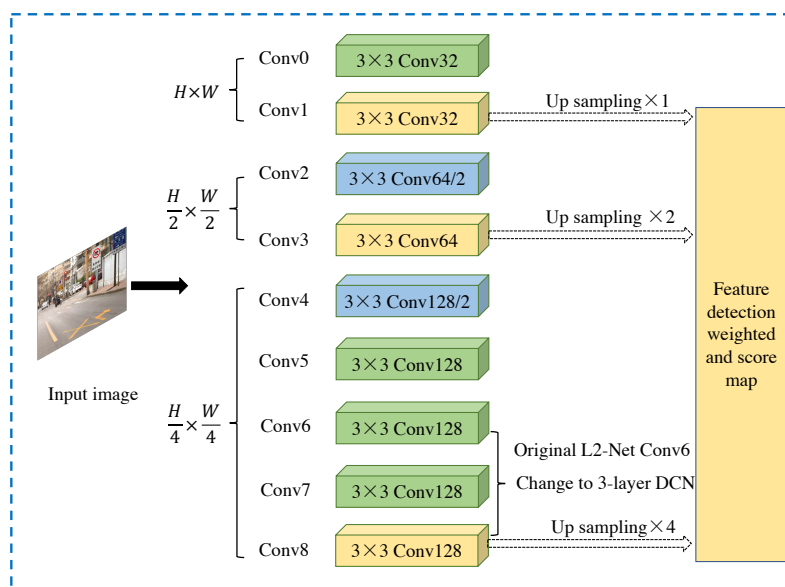 Conv0
3×3 Conv32
H×W
Conv1
3×3 Conv32
Up sampling×1
Conv2
3×3 Conv64/2
H/2 × W/2
Conv3
3×3 Conv64
Up sampling ×2
Conv4
3×3 Conv128/2
Input image
Conv5
3×3 Conv128
H/4 × W/4
Conv6
3×3 Conv128
Original L2-Net Conv6
Change to 3-layer DCN
Conv7
3×3 Conv128
Conv8
3×3 Conv128
Up sampling×4
Feature
detection
weighted
and score
map